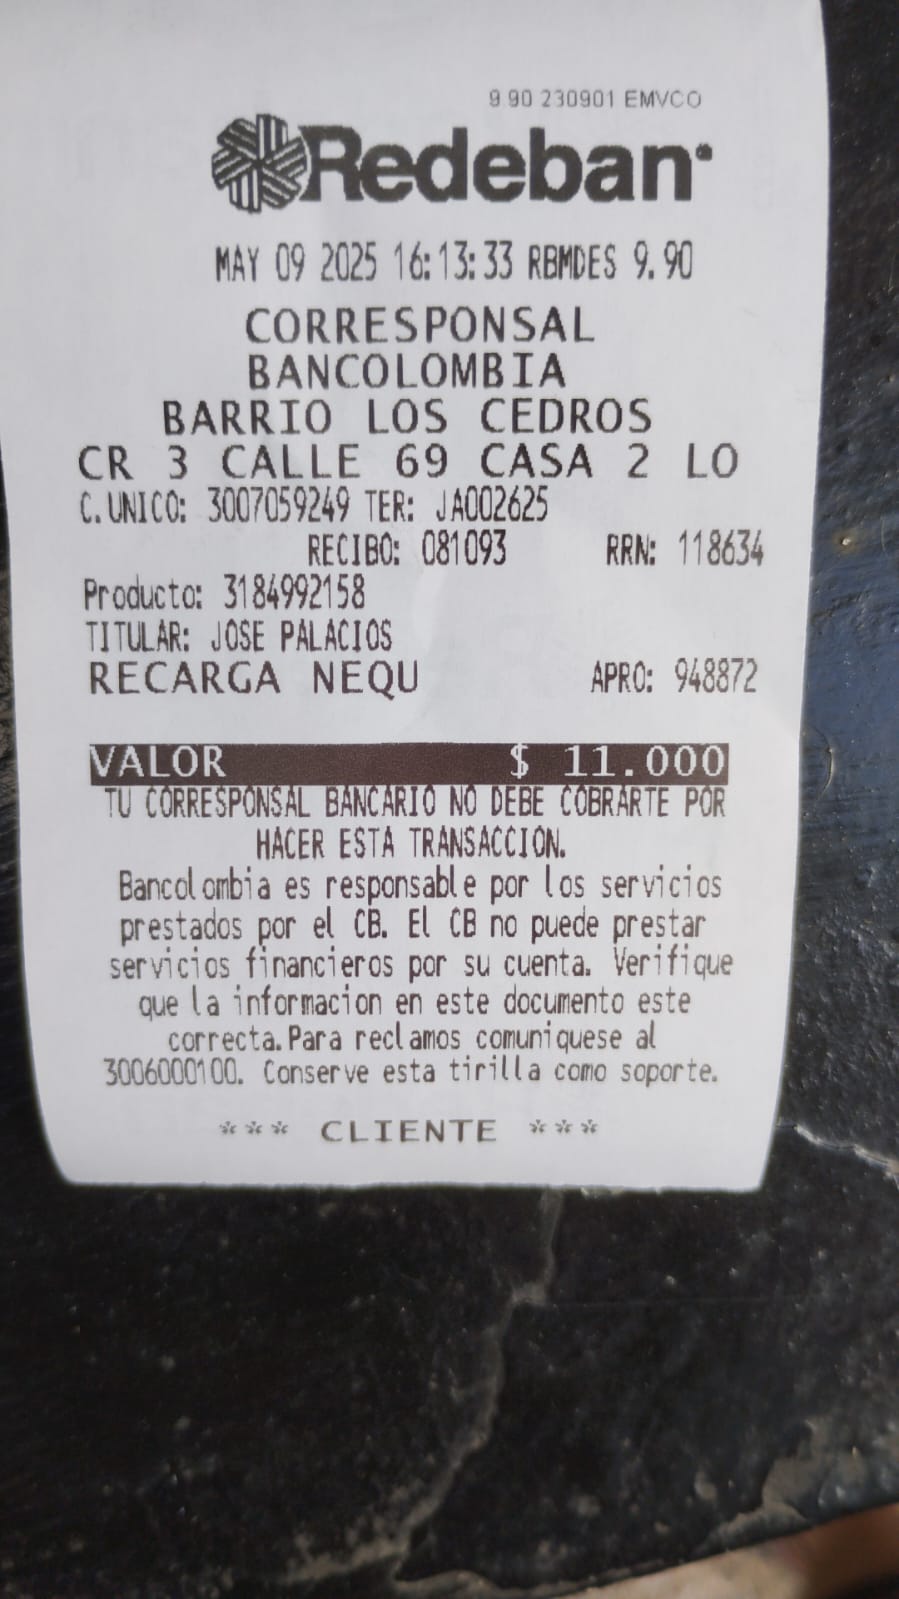 9.90 230901 EMVCO
Redeban
MAY 09 2025 16:13:33 RBMDES 9.90
CORRESPONSAL
BANCOLOMBIA
BARRIO LOS CEDROS
CR 3 CALLE 69 CASA 2 LO
C.UNICO: 3007059249 TER: JA002625
RECIBO: 081093 RRN: 118634
Producto: 3184992158
TITULAR: JOSE PALACIOS
RECARGA NEQU APRO: 948872
VALOR $ 11.000
TU CORRESPONSAL BANCARIO NO DEBE COBRARTE POR
HACER ESTA TRANSACCION.
Bancolombia es responsable por los servicios
prestados por el CB. El CB no puede prestar
servicios financieros por su cuenta. Verifique
que la informacion en este documento este
correcta.Para reclamos comuniquese al
3006000100. Conserve esta tirilla como soporte.
*** CLIENTE ***